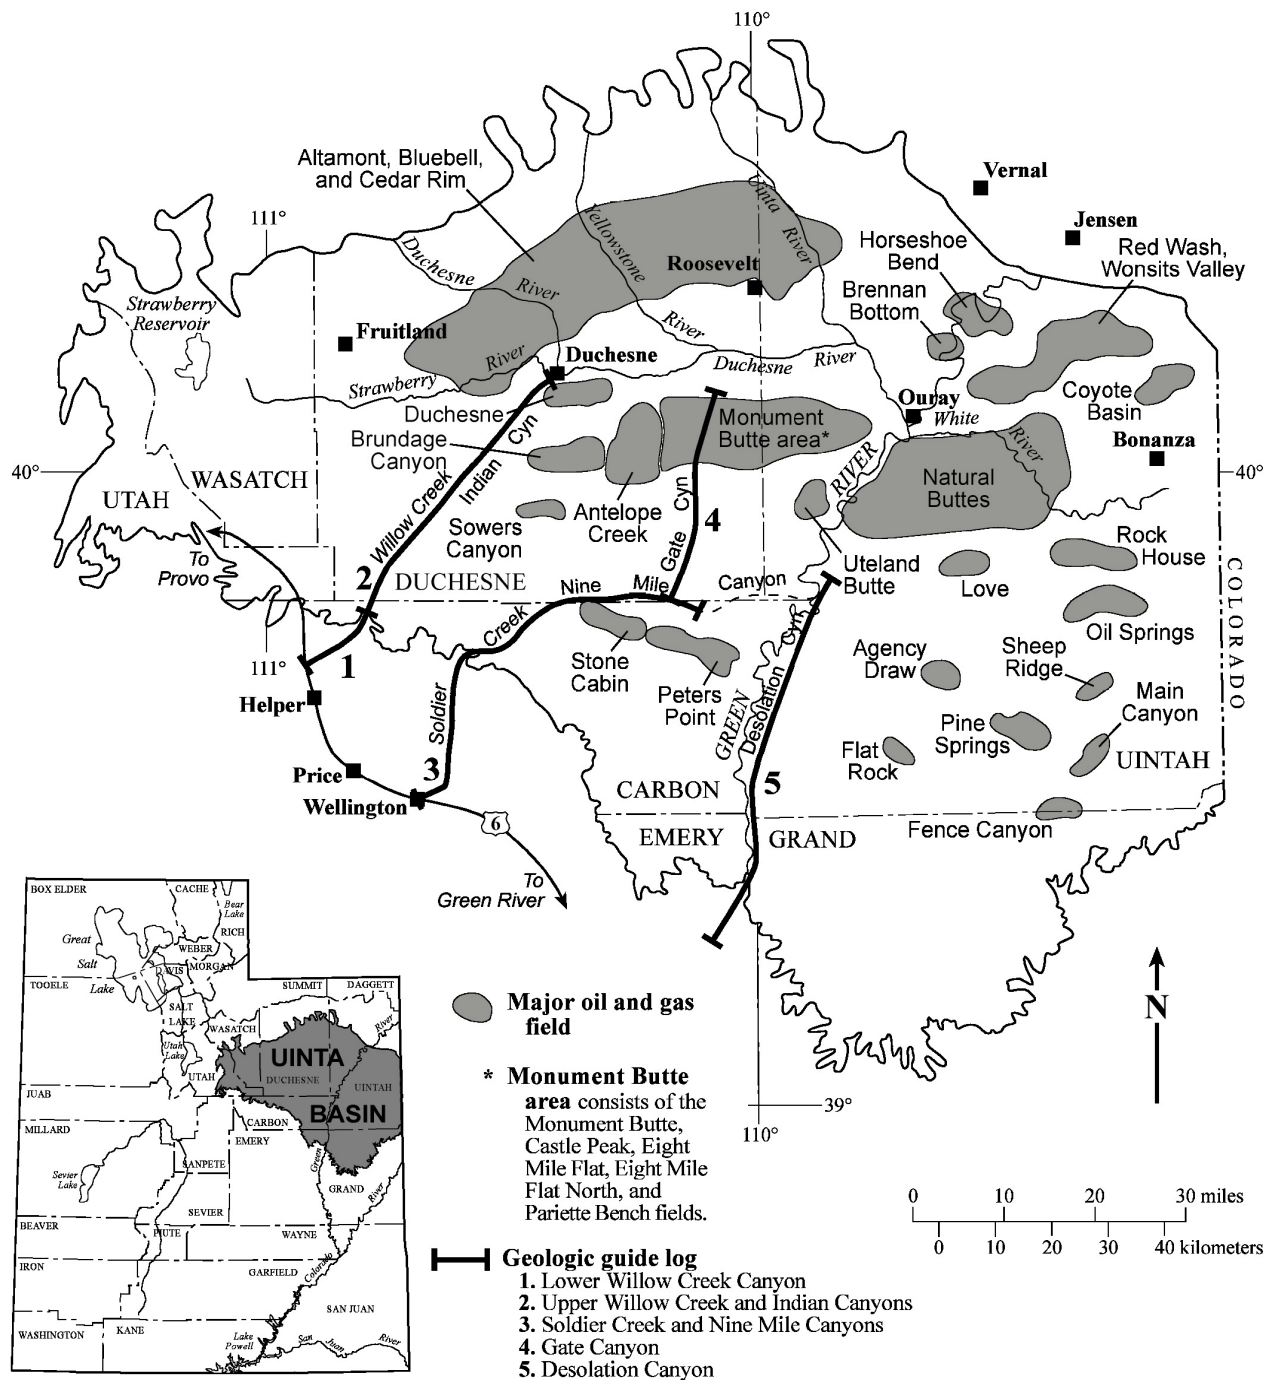 110°
Vernal
Altamont, Bluebell,
and Cedar Rim
111°
Uinta
River
Jensen
Horseshoe
Bend
Red Wash,
Wonsits Valley
Yellowstone
River
Duchesne
River
Roosevelt
Brennan
Bottom
Strawberry
Reservoir
Fruitland
Strawberry
River
Duchesne
Duchesne
River
Duchesne
Coyote
Basin
Ouray
White
River
Bonanza
Brundage
Canyon
Monument
Butte area*
Natural
Buttes
40°
40°
WASATCH
UTAH
Willow Creek
Indian
Cyn
Sowers
Canyon
Antelope
Creek
Gate
Cyn
4
GREEN
RIVER
To
Provo
2
DUCHESNE
Uteland
Butte
Love
Rock
House
Nine
Mile
Canyon
Creek
Soldier
111°
1
Stone
Cabin
Peters
Point
Desolation
Cyn
Oil Springs
Agency
Draw
Sheep
Ridge
Main
Canyon
COLORADO
Helper
Price
Wellington
3
Pine
Springs
Flat
Rock
UINTAH
5
CARBON
EMERY
GRAND
Fence Canyon
6
To
Green River
BOX ELDER
CACHE
Bear
Lake
RICH
Great
Salt
Lake
WEBER
DAVIS
MORGAN
TOOELE
SALT
LAKE
SUMMIT
DAGGETT
WASATCH
Utah
Lake
UTAH
River
UINTA
DUCHESNE
UINTAH
BASIN
JUAB
CARBON
MILLARD
EMERY
Green
SANPETE
Sevier
Lake
GRAND
River
SEVIER
BEAVER
PIUTE
WAYNE
IRON
GARFIELD
Colorado
SAN JUAN
WASHINGTON
KANE
Lake
Powell
San
Juan
River
Major oil and gas
field
* Monument Butte
area consists of the
Monument Butte,
Castle Peak, Eight
Mile Flat, Eight Mile
Flat North, and
Pariette Bench fields.
39°
110°
N
0 10 20 30 miles
0 10 20 30 40 kilometers
Geologic guide log
1. Lower Willow Creek Canyon
2. Upper Willow Creek and Indian Canyons
3. Soldier Creek and Nine Mile Canyons
4. Gate Canyon
5. Desolation Canyon